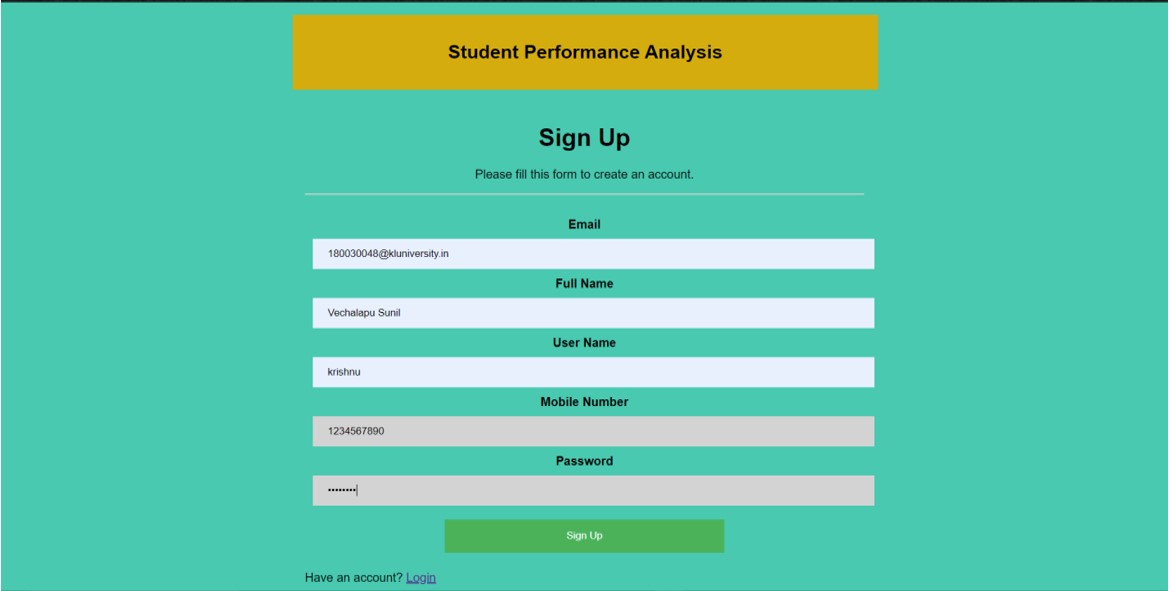 Student Performance Analysis
Sign Up
Please fill this form to create an account.
Email
180030048@kluniversity.in
Full Name
Vechalapu Sunil
User Name
krishnu
Mobile Number
1234567890
Password
••••••••
Sign Up
Have an account? Login